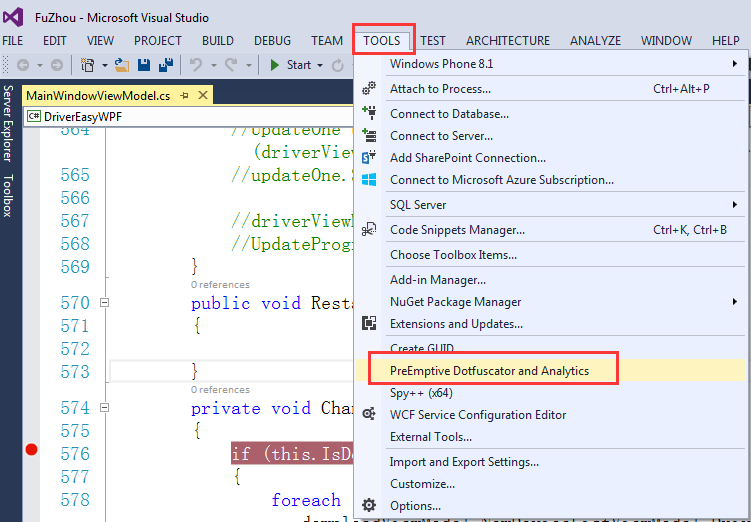 FuZhou - Microsoft Visual Studio
FILE EDIT VIEW PROJECT BUILD DEBUG TEAM TOOLS TEST ARCHITECTURE ANALYZE WINDOW HELP
Start
Windows Phone 8.1
Attach to Process... Ctrl+Alt+P
Connect to Database...
Connect to Server...
Add SharePoint Connection...
Connect to Microsoft Azure Subscription...
SQL Server
Code Snippets Manager... Ctrl+K, Ctrl+B
Choose Toolbox Items...
Add-in Manager...
NuGet Package Manager
Extensions and Updates...
Create GUID
PreEmptive Dotfuscator and Analytics
Spy++ (x64)
WCF Service Configuration Editor
External Tools...
Import and Export Settings...
Customize...
Options...
Server Explorer
Toolbox
MainWindowViewModel.cs
C# DriverEasyWPF
564 //UpdateOne
(driverVie
565 //updateOne.
566
567 //driverView
568 //UpdateProg
569 }
0 references
570 public void Resta
571 {
572
573 }
0 references
574 private void Chan
575 {
576 if (this.IsDo
577 {
578 foreach